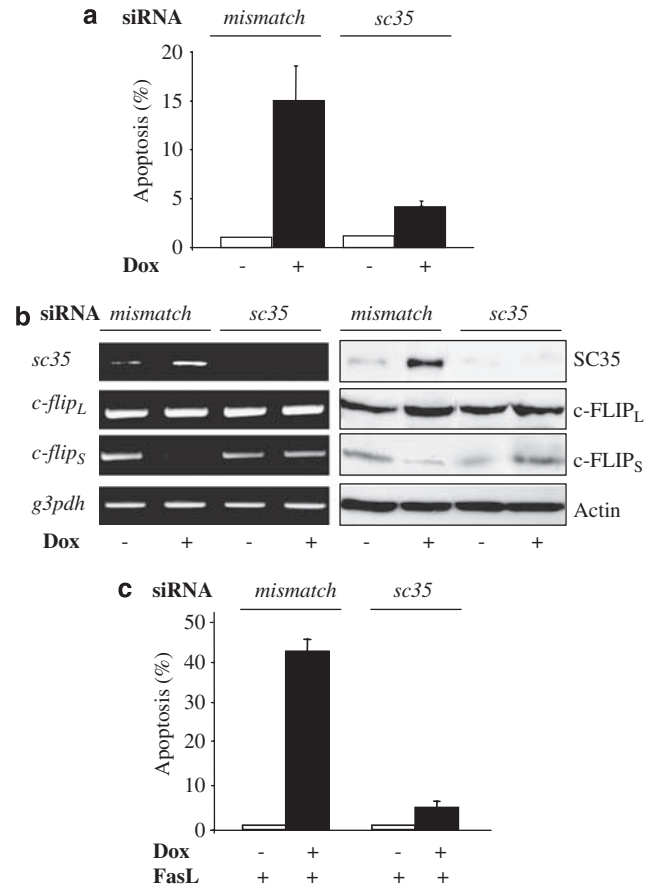 a siRNA mismatch sc35
20
15
10
5
0
Apoptosis (%)
Dox - + - +
b siRNA mismatch sc35 mismatch sc35
sc35 SC35
c-flipL c-FLIPL
c-flipS c-FLIPS
g3pdh Actin
Dox - + - + - + - +
c siRNA mismatch sc35
50
40
30
20
10
0
Apoptosis (%)
Dox - + - +
FasL + + + +